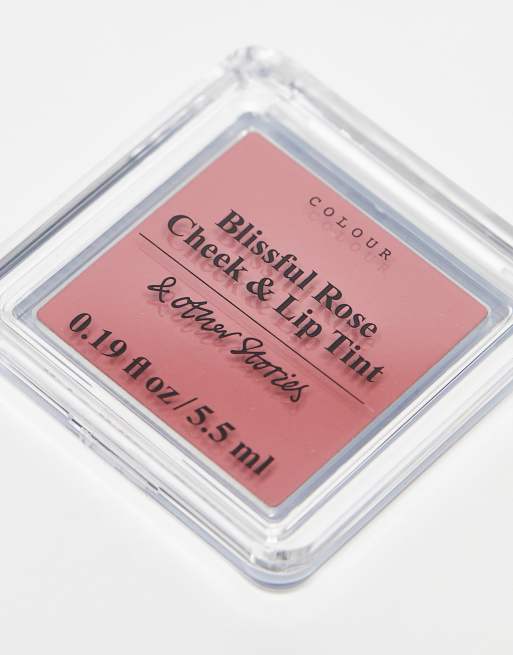 COLOUR
Blissful Rose
Cheek & Lip Tint
& other Stories
0.19 fl oz / 5.5 ml